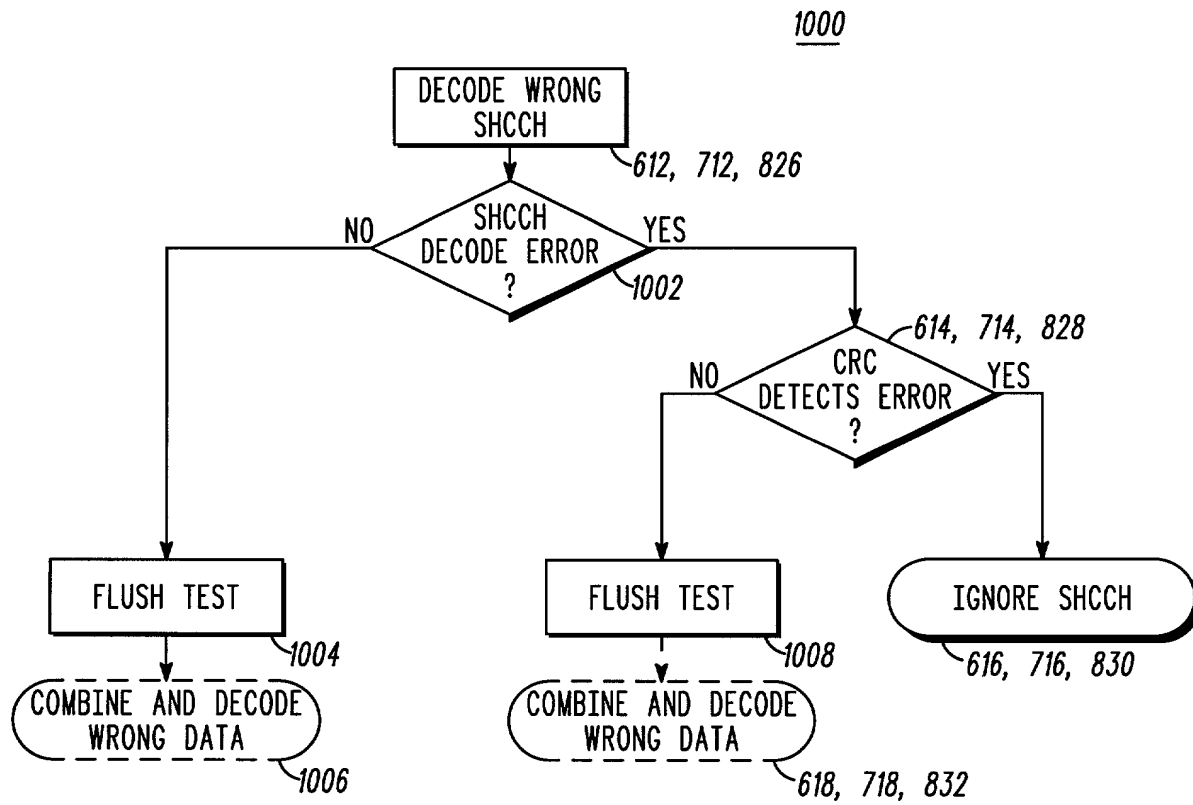 1000
DECODE WRONG
SHCCH
612, 712, 826
NO
SHCCH
DECODE ERROR
?
YES
1002
614, 714, 828
NO
CRC
DETECTS ERROR
?
YES
FLUSH TEST
1004
FLUSH TEST
1008
IGNORE SHCCH
616, 716, 830
COMBINE AND DECODE
WRONG DATA
1006
COMBINE AND DECODE
WRONG DATA
618, 718, 832